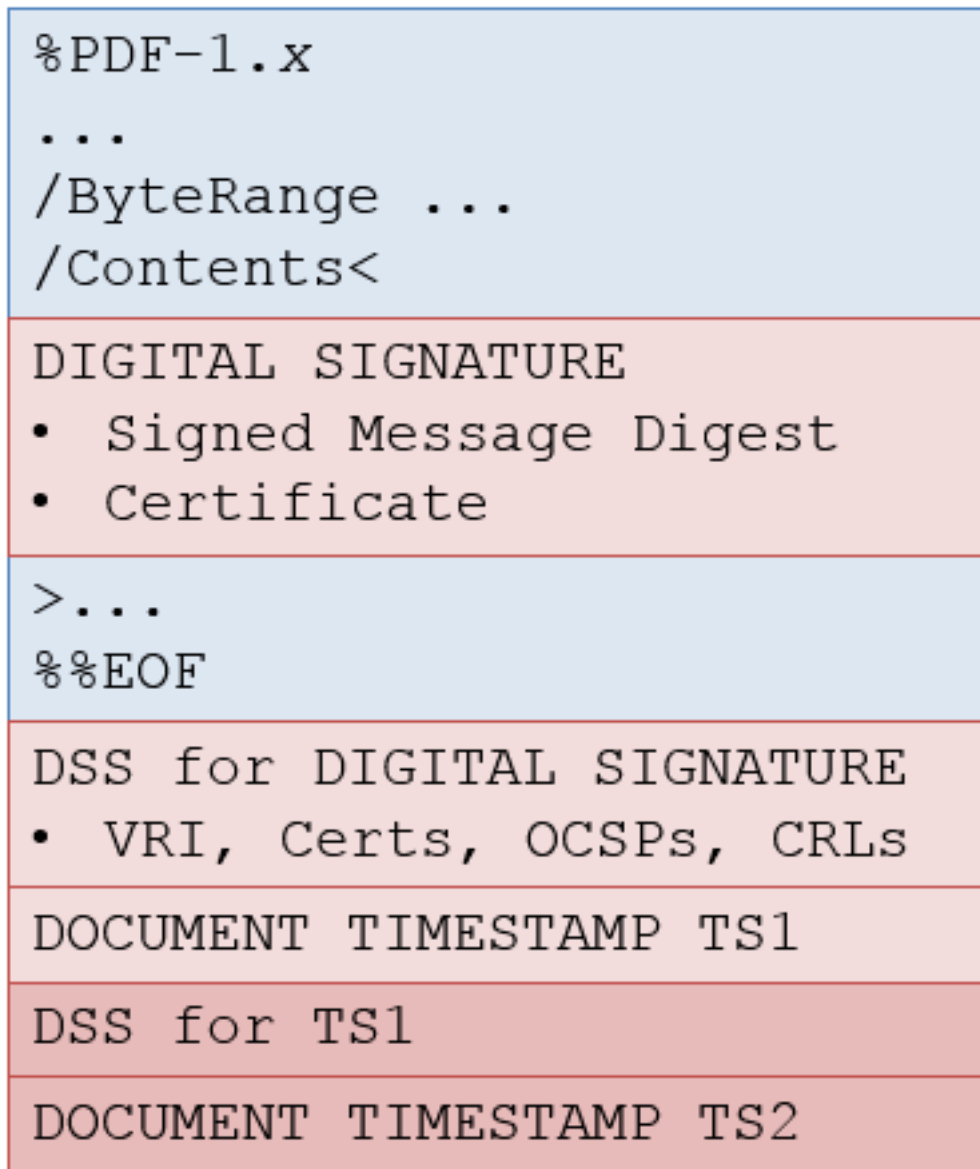 %PDF-1.x
...
/ByteRange ...
/Contents<
DIGITAL SIGNATURE
• Signed Message Digest
• Certificate
>...
%%EOF
DSS for DIGITAL SIGNATURE
• VRI, Certs, OCSPs, CRLs
DOCUMENT TIMESTAMP TS1
DSS for TS1
DOCUMENT TIMESTAMP TS2